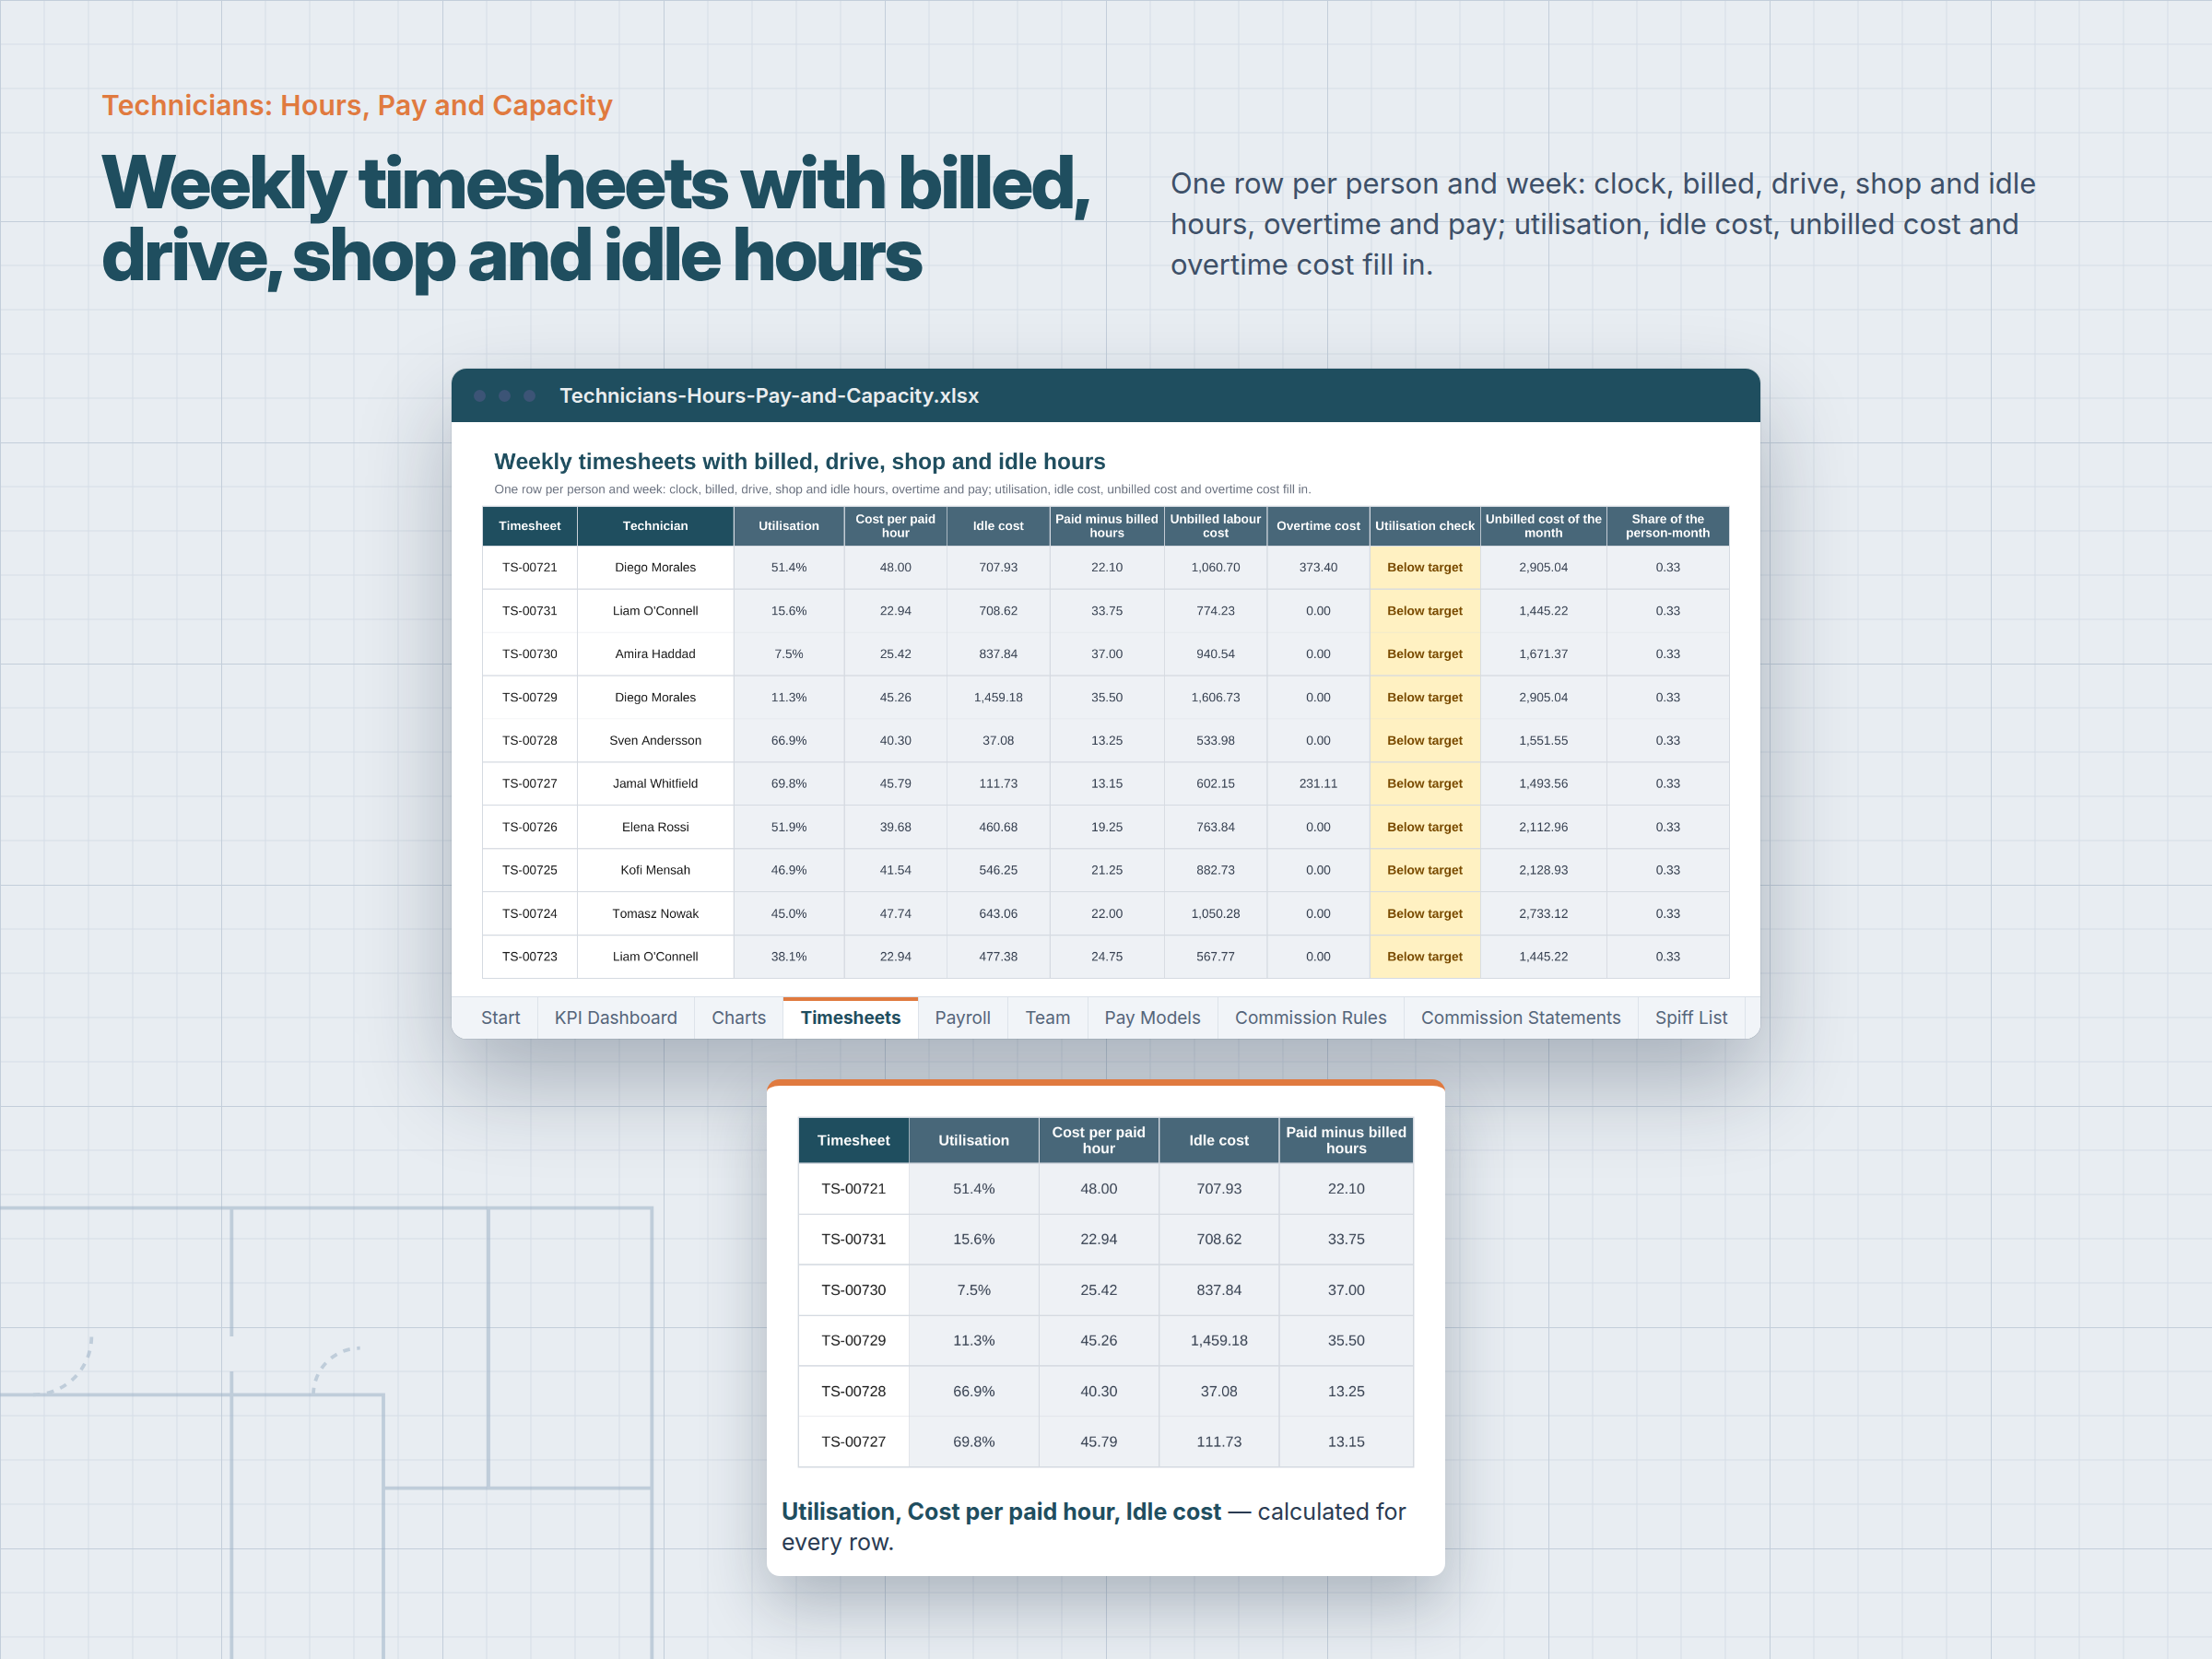 Technicians: Hours, Pay and Capacity
Weekly timesheets with billed,
drive, shop and idle hours
One row per person and week: clock, billed, drive, shop and idle
hours, overtime and pay; utilisation, idle cost, unbilled cost and
overtime cost fill in.
Technicians-Hours-Pay-and-Capacity.xlsx
Weekly timesheets with billed, drive, shop and idle hours
One row per person and week: clock, billed, drive, shop and idle hours, overtime and pay; utilisation, idle cost, unbilled cost and overtime cost fill in.
Timesheet Technician Utilisation Cost per paid hour Idle cost Paid minus billed hours Unbilled labour cost Overtime cost Utilisation check Unbilled cost of the month Share of the person-month
TS-00721 Diego Morales 51.4% 48.00 707.93 22.10 1,060.70 373.40 Below target 2,905.04 0.33
TS-00731 Liam O'Connell 15.6% 22.94 708.62 33.75 774.23 0.00 Below target 1,445.22 0.33
TS-00730 Amira Haddad 7.5% 25.42 837.84 37.00 940.54 0.00 Below target 1,671.37 0.33
TS-00729 Diego Morales 11.3% 45.26 1,459.18 35.50 1,606.73 0.00 Below target 2,905.04 0.33
TS-00728 Sven Andersson 66.9% 40.30 37.08 13.25 533.98 0.00 Below target 1,551.55 0.33
TS-00727 Jamal Whitfield 69.8% 45.79 111.73 13.15 602.15 231.11 Below target 1,493.56 0.33
TS-00726 Elena Rossi 51.9% 39.68 460.68 19.25 763.84 0.00 Below target 2,112.96 0.33
TS-00725 Kofi Mensah 46.9% 41.54 546.25 21.25 882.73 0.00 Below target 2,128.93 0.33
TS-00724 Tomasz Nowak 45.0% 47.74 643.06 22.00 1,050.28 0.00 Below target 2,733.12 0.33
TS-00723 Liam O'Connell 38.1% 22.94 477.38 24.75 567.77 0.00 Below target 1,445.22 0.33
Start KPI Dashboard Charts Timesheets Payroll Team Pay Models Commission Rules Commission Statements Spiff List
Timesheet Utilisation Cost per paid hour Idle cost Paid minus billed hours
TS-00721 51.4% 48.00 707.93 22.10
TS-00731 15.6% 22.94 708.62 33.75
TS-00730 7.5% 25.42 837.84 37.00
TS-00729 11.3% 45.26 1,459.18 35.50
TS-00728 66.9% 40.30 37.08 13.25
TS-00727 69.8% 45.79 111.73 13.15
Utilisation, Cost per paid hour, Idle cost — calculated for
every row.